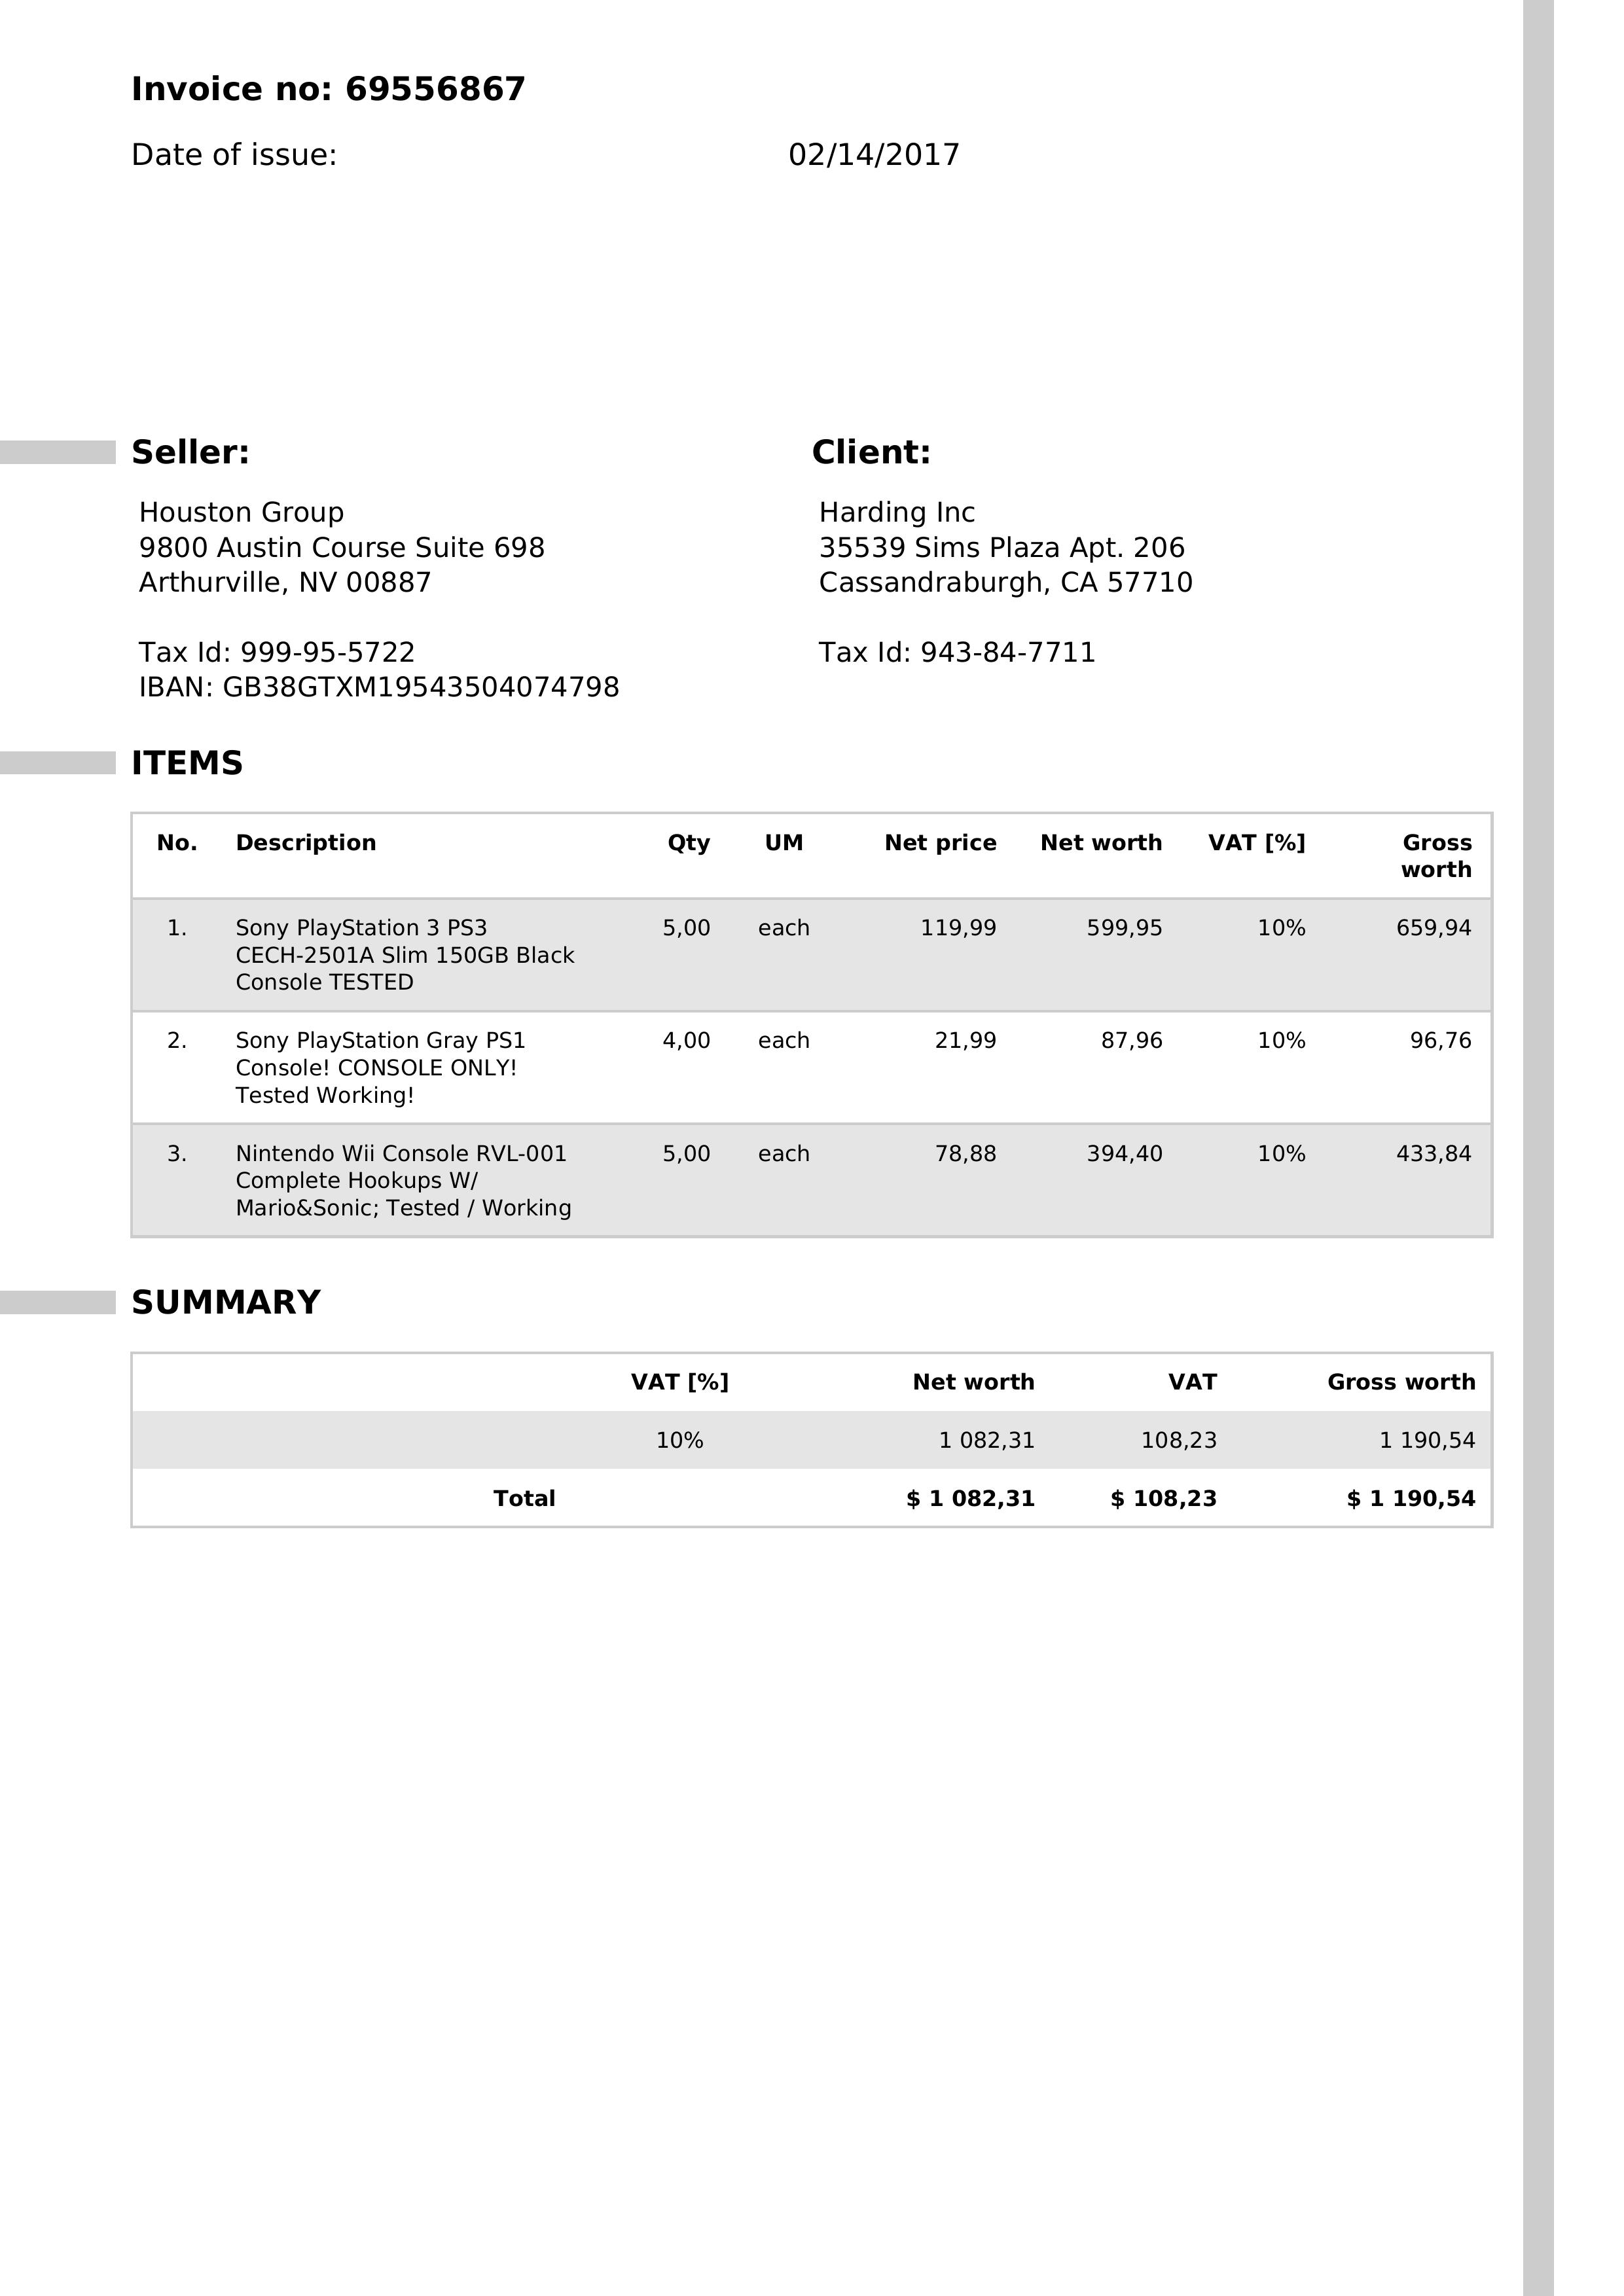 Invoice no: 69556867
Date of issue: 02/14/2017
Seller: Client:
Houston Group Harding Inc
9800 Austin Course Suite 698 35539 Sims Plaza Apt. 206
Arthurville, NV 00887 Cassandraburgh, CA 57710
Tax Id: 999-95-5722 Tax Id: 943-84-7711
IBAN: GB38GTXM19543504074798
ITEMS
No. Description Qty UM Net price Net worth VAT [%] Gross
worth
1. Sony PlayStation 3 PS3 5,00 each 119,99 599,95 10% 659,94
CECH-2501A Slim 150GB Black
Console TESTED
2. Sony PlayStation Gray PS1 4,00 each 21,99 87,96 10% 96,76
Console! CONSOLE ONLY!
Tested Working!
3. Nintendo Wii Console RVL-001 5,00 each 78,88 394,40 10% 433,84
Complete Hookups W/
Mario&Sonic; Tested / Working
SUMMARY
VAT [%] Net worth VAT Gross worth
10% 1 082,31 108,23 1 190,54
Total $ 1 082,31 $ 108,23 $ 1 190,54